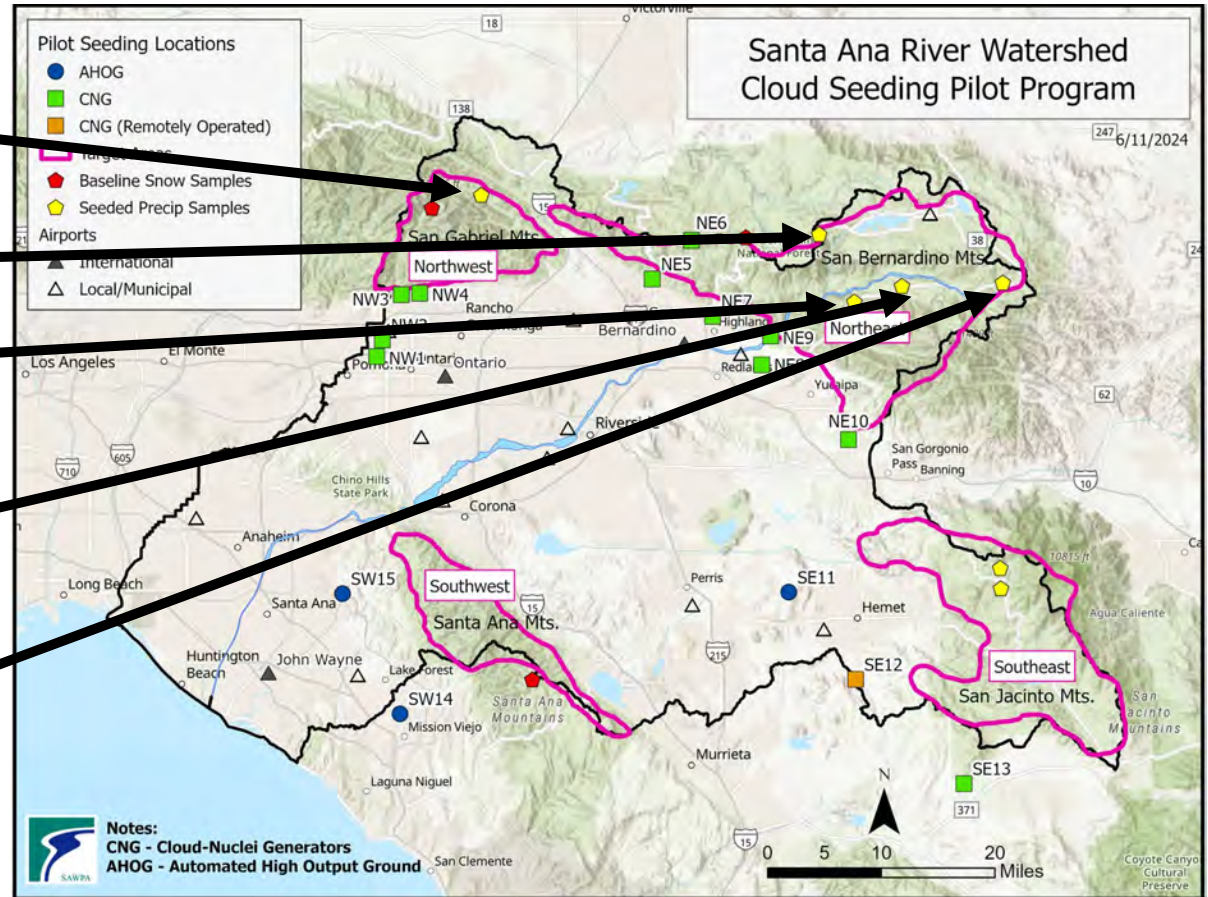 Victorville
18
Pilot Seeding Locations
AHOG
CNG
CNG (Remotely Operated)
Target Areas
Baseline Snow Samples
Seeded Precip Samples
Airports
International
Local/Municipal
Santa Ana River Watershed
Cloud Seeding Pilot Program
6/11/2024
247
138
15
NE6
38
San Gabriel Mts.
San Bernardino Mts.
Northwest
NE5
NW3
NW4
NE7
Rancho
Highland
Bernardino
Northeast
NE9
Los Angeles
El Monte
NW1
Ontario
Pomona
Yucaipa
62
NE10
Riverside
San Gorgonio
Pass
Banning
710
605
10
Chino Hills
State Park
Corona
Anaheim
10815 ft
Long Beach
SW15
Southwest
Perris
SE11
Santa Ana
15
Hemet
Agua Caliente
Santa Ana Mts.
215
Huntington
Beach
John Wayne
Lake Forest
SE12
Southeast
San Jacinto Mts.
SW14
Santa Ana
Mountains
San
Jacinto
Mountains
Mission Viejo
Murrieta
Laguna Niguel
N
SE13
371
15
Notes:
CNG - Cloud-Nuclei Generators
AHOG - Automated High Output Ground
SAWPA
San Clemente
0 5 10 20
Miles
Coyote Canyon
Cultural
Preserve